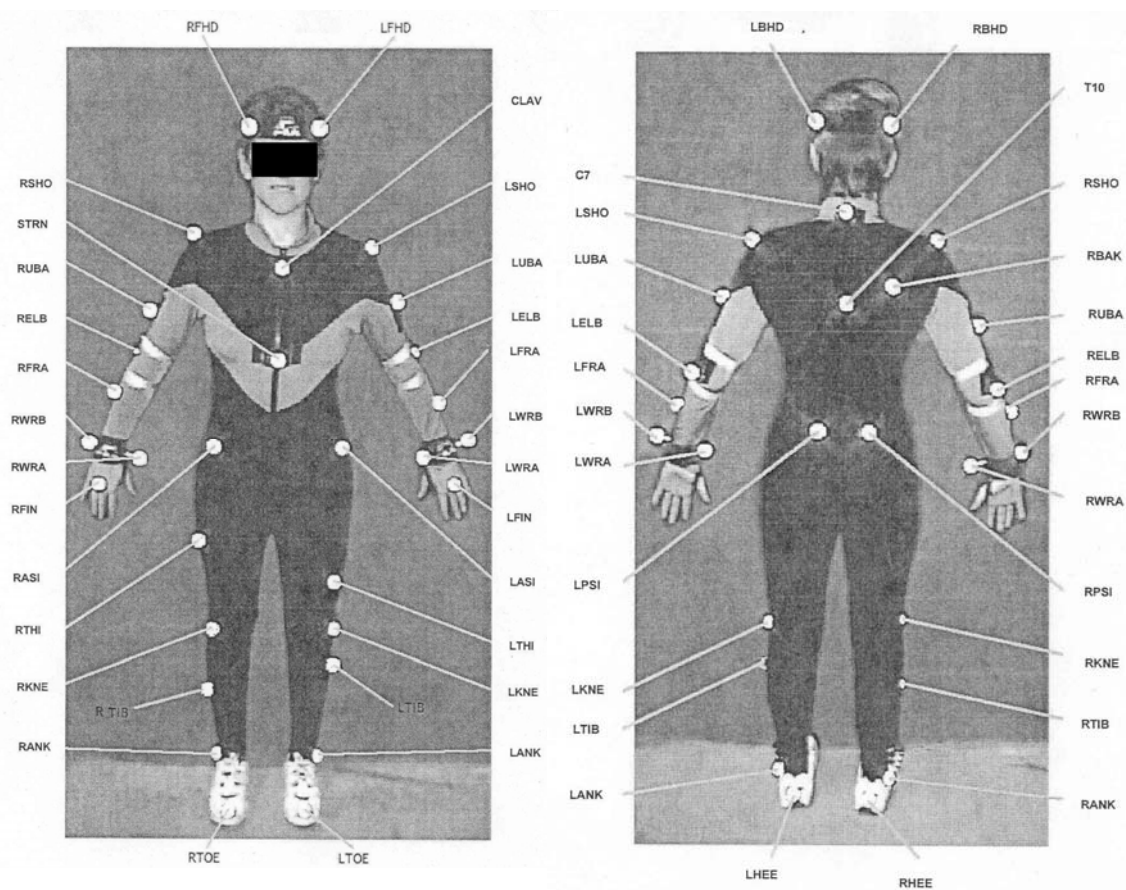 RFHD
LFHD
CLAV
RSHO
LSHO
STRN
RUBA
LUBA
RELB
LELB
LFRA
RFRA
RWRB
LWRB
RWRA
LWRA
RFIN
LFIN
RASI
LASI
RTHI
LTHI
RKNE
LKNE
R TIB
LTIB
RANK
LANK
RTOE
LTOE
LBHD
RBHD
T10
C7
RSHO
LSHO
LUBA
RBAK
RUBA
LELB
RELB
LFRA
RFRA
LWRB
RWRB
LWRA
RWRA
LPSI
RPSI
RKNE
LKNE
LTIB
RTIB
LANK
RANK
LHEE
RHEE